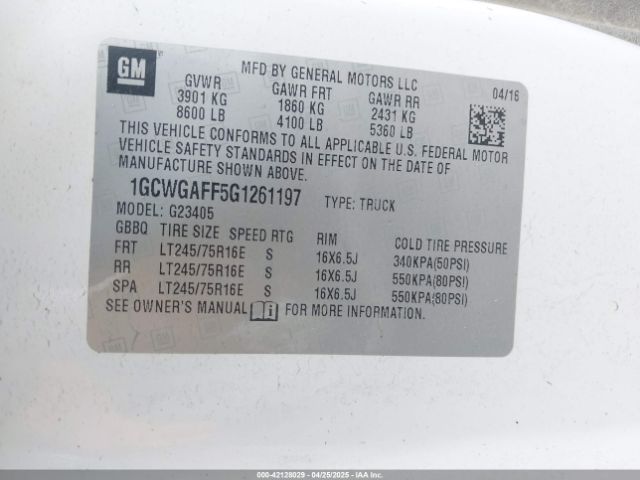 GM
MFD BY GENERAL MOTORS LLC
04/16
GVWR GAWR FRT GAWR RR
3901 KG 1860 KG 2431 KG
8600 LB 4100 LB 5360 LB
THIS VEHICLE CONFORMS TO ALL APPLICABLE U.S. FEDERAL MOTOR
VEHICLE SAFETY STANDARDS IN EFFECT ON THE DATE OF
MANUFACTURE SHOWN ABOVE.
1GCWGAFF5G1261197 TYPE: TRUCK
MODEL: G23405
GBBQ TIRE SIZE SPEED RTG RIM COLD TIRE PRESSURE
FRT LT245/75R16E S 16X6.5J 340KPA(50PSI)
RR LT245/75R16E S 16X6.5J 550KPA(80PSI)
SPA LT245/75R16E S 16X6.5J 550KPA(80PSI)
SEE OWNER'S MANUAL FOR MORE INFORMATION.
000-42128029 - 04/25/2025 - IAAI.COM